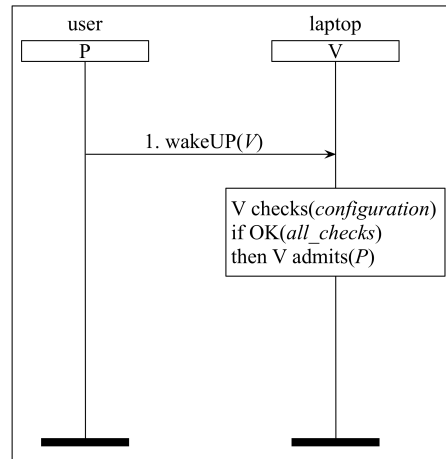 user
laptop
P
V
1. wakeUP(V)
V checks(configuration)
if OK(all_checks)
then V admits(P)